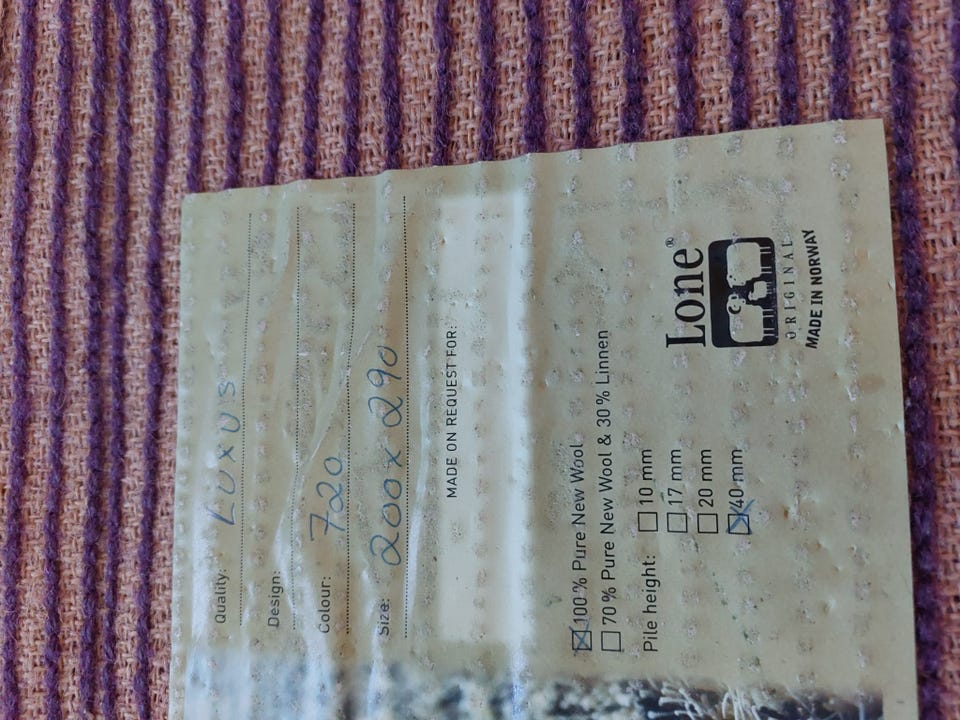 Quality: LUXUS
Design:
Colour: 720
Size: 200 x 290
MADE ON REQUEST FOR:
☒ 100 % Pure New Wool
☐ 70 % Pure New Wool & 30 % Linnen
Pile height: ☐ 10 mm
☐ 17 mm
☐ 20 mm
☒ 40 mm
Lone®
ORIGINAL
MADE IN NORWAY